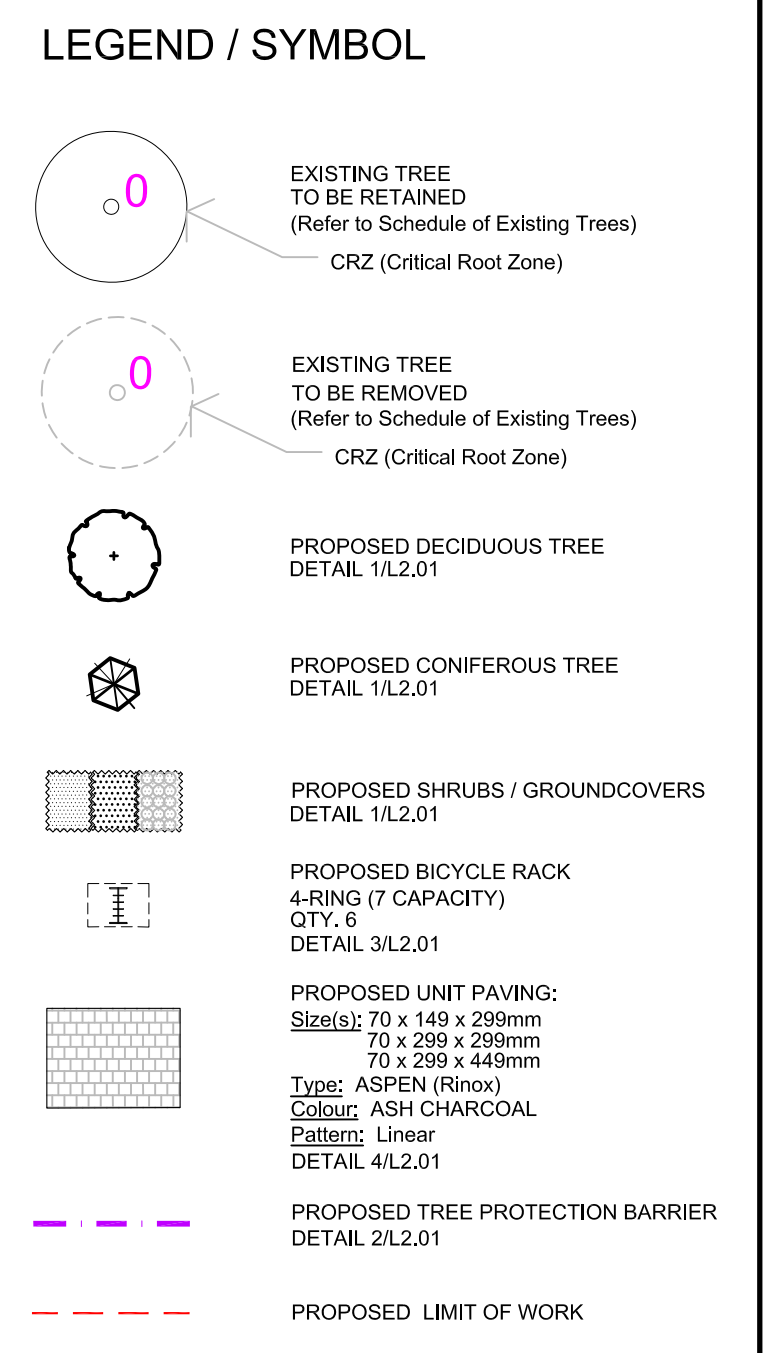 LEGEND / SYMBOL
0
EXISTING TREE
TO BE RETAINED
(Refer to Schedule of Existing Trees)
CRZ (Critical Root Zone)
0
EXISTING TREE
TO BE REMOVED
(Refer to Schedule of Existing Trees)
CRZ (Critical Root Zone)
PROPOSED DECIDUOUS TREE
DETAIL 1/L2.01
PROPOSED CONIFEROUS TREE
DETAIL 1/L2.01
PROPOSED SHRUBS / GROUNDCOVERS
DETAIL 1/L2.01
PROPOSED BICYCLE RACK
4-RING (7 CAPACITY)
QTY. 6
DETAIL 3/L2.01
PROPOSED UNIT PAVING:
Size(s): 70 x 149 x 299mm
70 x 299 x 299mm
70 x 299 x 449mm
Type: ASPEN (Rinox)
Colour: ASH CHARCOAL
Pattern: Linear
DETAIL 4/L2.01
PROPOSED TREE PROTECTION BARRIER
DETAIL 2/L2.01
PROPOSED LIMIT OF WORK